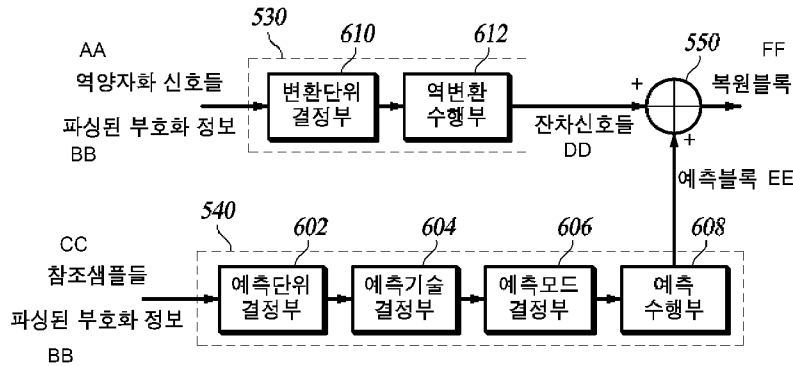 530
610
612
550
AA
역양자화 신호들
파싱된 부호화 정보
BB
변환단위
결정부
역변환
수행부
잔차신호들
DD
+
+
FF
복원블록
예측블록 EE
540
602
604
606
608
CC
참조샘플들
파싱된 부호화 정보
BB
예측단위
결정부
예측기술
결정부
예측모드
결정부
예측
수행부